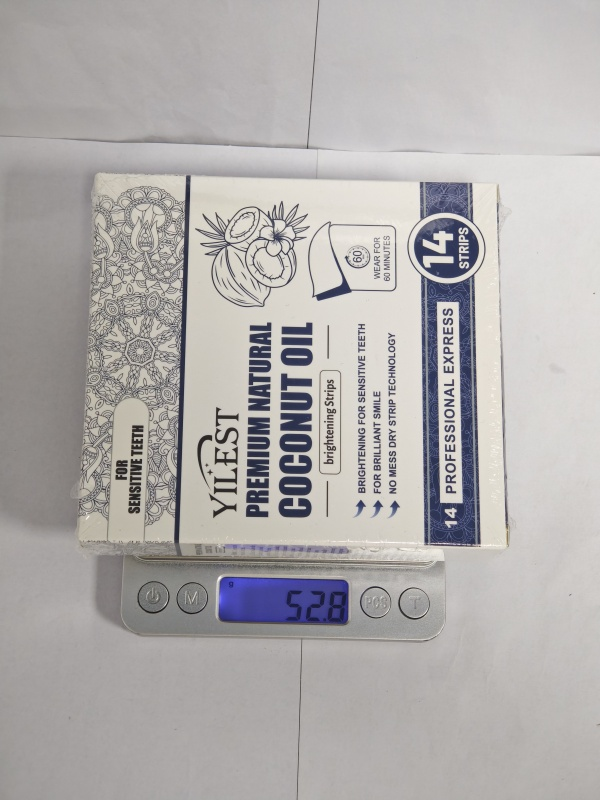 FOR
SENSITIVE TEETH
YILEST
PREMIUM NATURAL
COCONUT OIL
brightening Strips
60
WEAR FOR
60 MINUTES
BRIGHTENING FOR SENSITIVE TEETH
FOR BRILLIANT SMILE
NO MESS DRY STRIP TECHNOLOGY
14
STRIPS
14 PROFESSIONAL EXPRESS
M
g
52.8
PCS
T